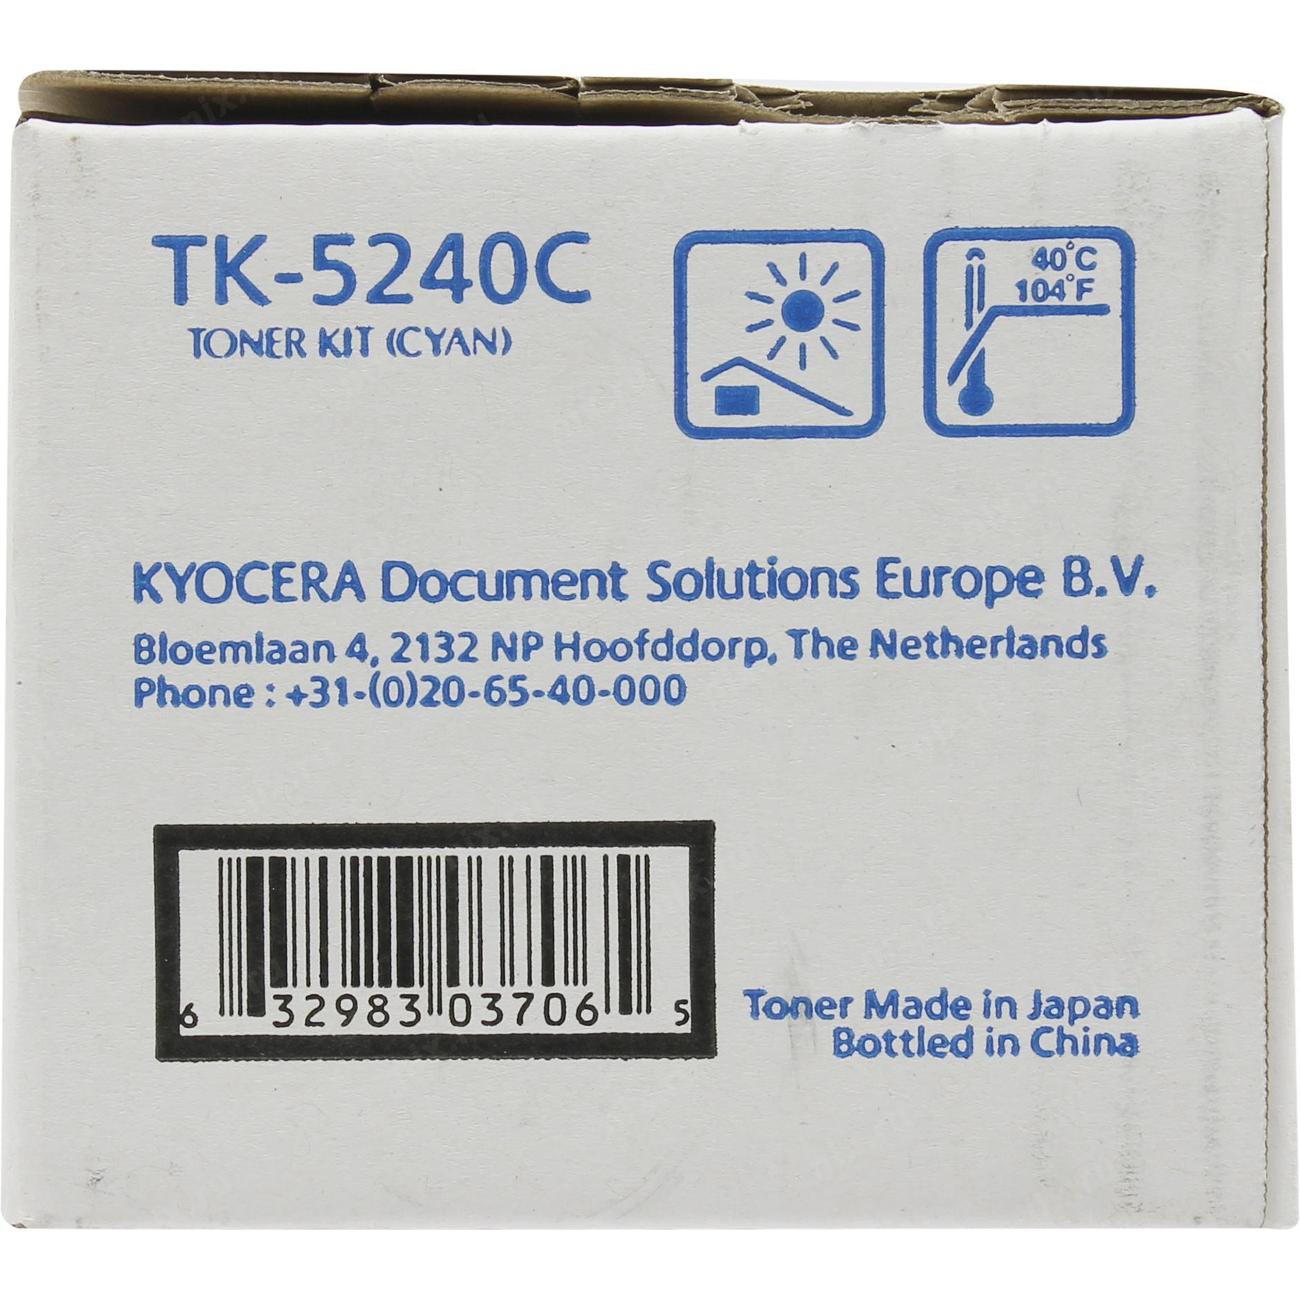 TK-5240C
TONER KIT (CYAN)
40°C
104°F
KYOCERA Document Solutions Europe B.V.
Bloemlaan 4, 2132 NP Hoofddorp, The Netherlands
Phone : +31-(0)20-65-40-000
6 32983 03706 5
Toner Made in Japan
Bottled in China